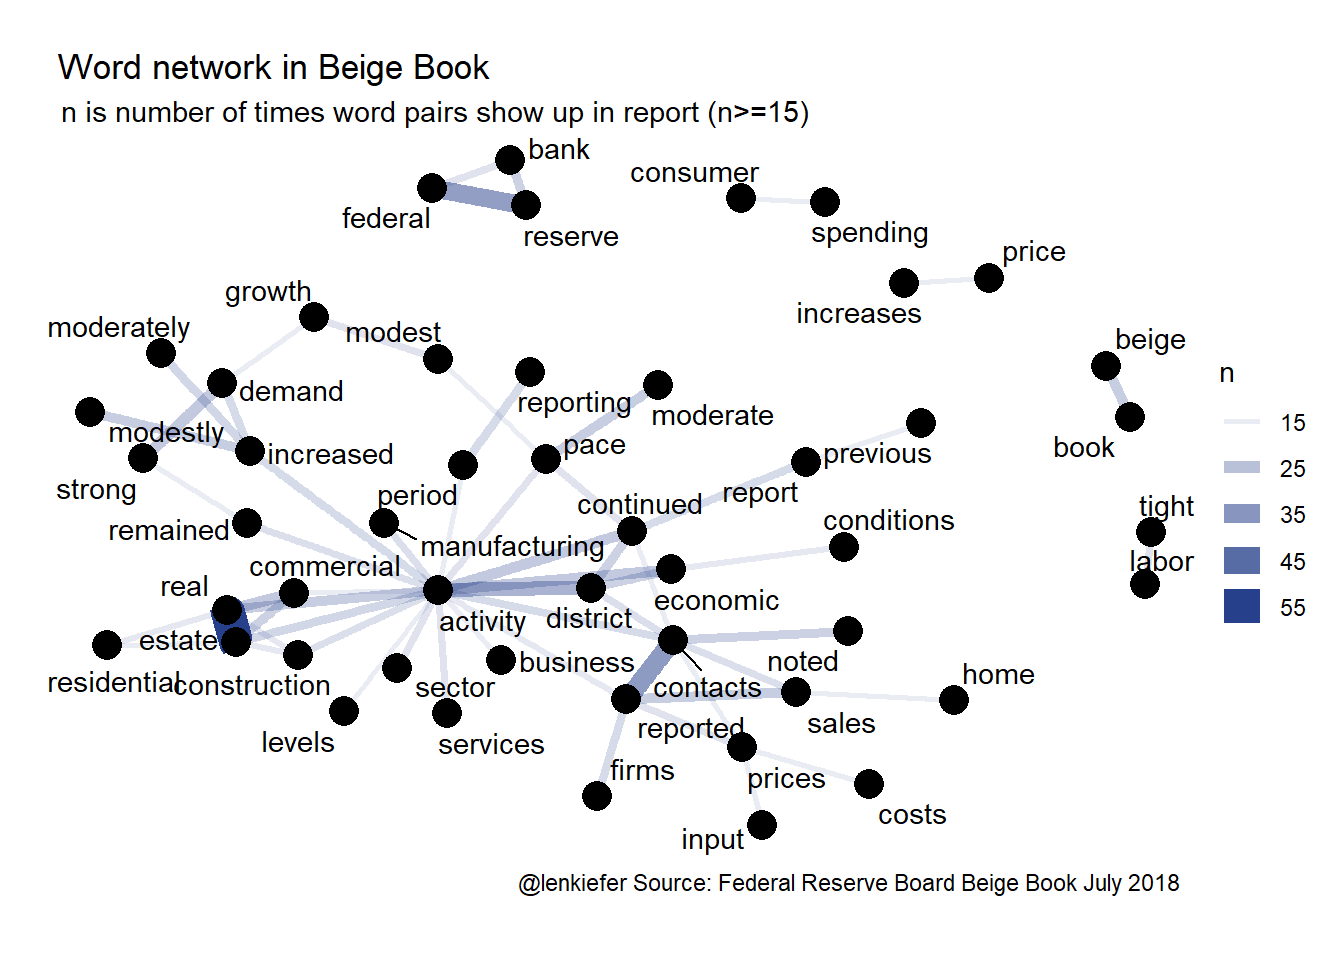 Word network in Beige Book
n is number of times word pairs show up in report (n>=15)
bank
consumer
federal
reserve
spending
price
growth
increases
moderately
modest
beige
n
demand
reporting
moderate
15
modestly
increased
pace
previous
book
25
strong
period
report
continued
tight
35
remained
manufacturing
conditions
commercial
labor
45
real
economic
activity
district
55
estate
business
noted
residential
construction
sector
contacts
home
levels
services
reported
sales
firms
prices
input
costs
@lenkiefer Source: Federal Reserve Board Beige Book July 2018